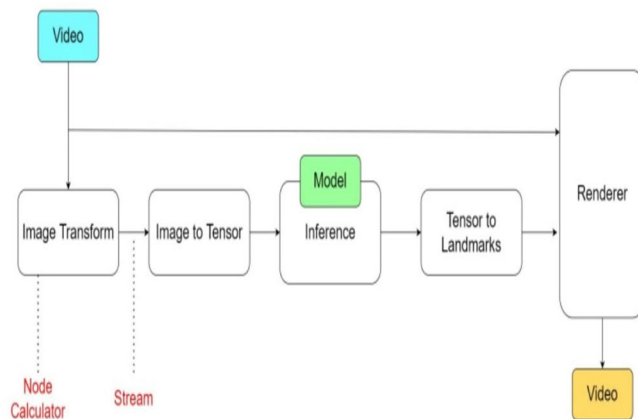 Video
Model
Image Transform
Image to Tensor
Inference
Tensor to
Landmarks
Renderer
Node
Calculator
Stream
Video